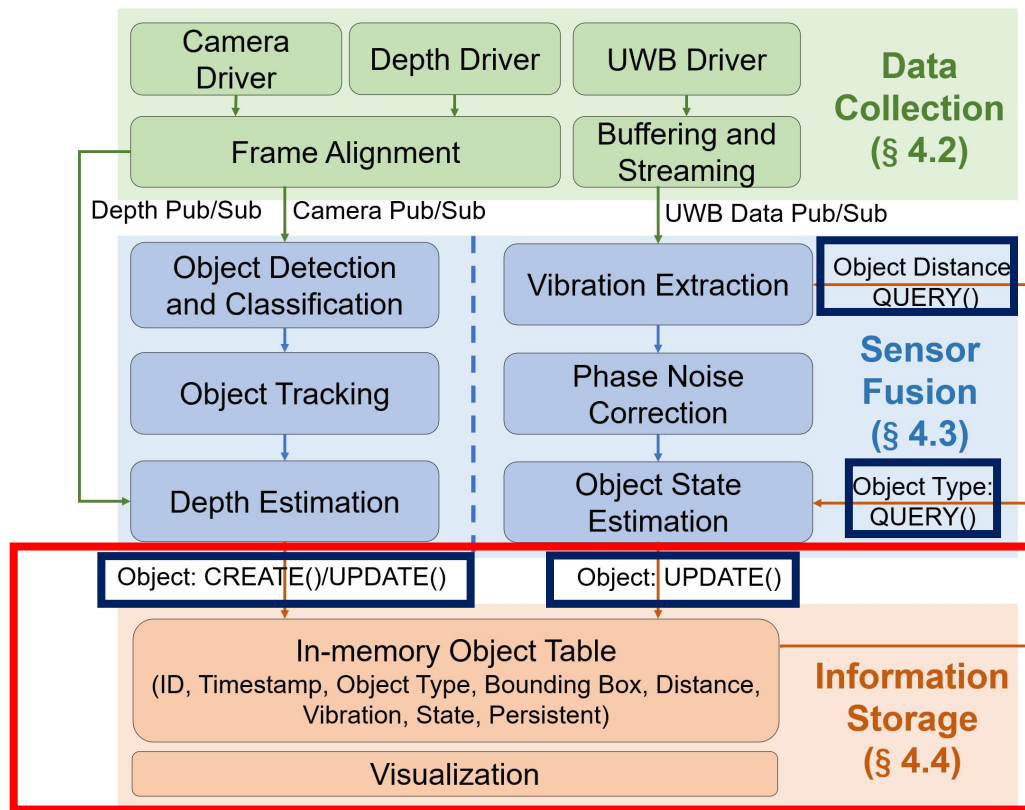 Camera
Driver
Depth Driver
UWB Driver
Data
Collection
(§ 4.2)
Frame Alignment
Buffering and
Streaming
Depth Pub/Sub
Camera Pub/Sub
UWB Data Pub/Sub
Object Detection
and Classification
Vibration Extraction
Object Distance
QUERY()
Object Tracking
Phase Noise
Correction
Sensor
Fusion
(§ 4.3)
Depth Estimation
Object State
Estimation
Object Type:
QUERY()
Object: CREATE()/UPDATE()
Object: UPDATE()
In-memory Object Table
(ID, Timestamp, Object Type, Bounding Box, Distance,
Vibration, State, Persistent)
Information
Storage
(§ 4.4)
Visualization